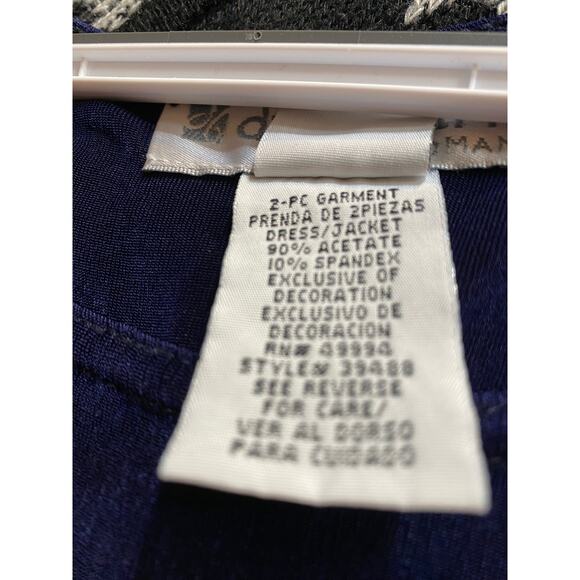 2-PC GARMENT
PRENDA DE 2PIEZAS
DRESS/JACKET
90% ACETATE
10% SPANDEX
EXCLUSIVE OF
DECORATION
EXCLUSIVO DE
DECORACION
RN# 49994
STYLE# 39488
SEE REVERSE
FOR CARE/
VER AL DORSO
PARA CUIDADO